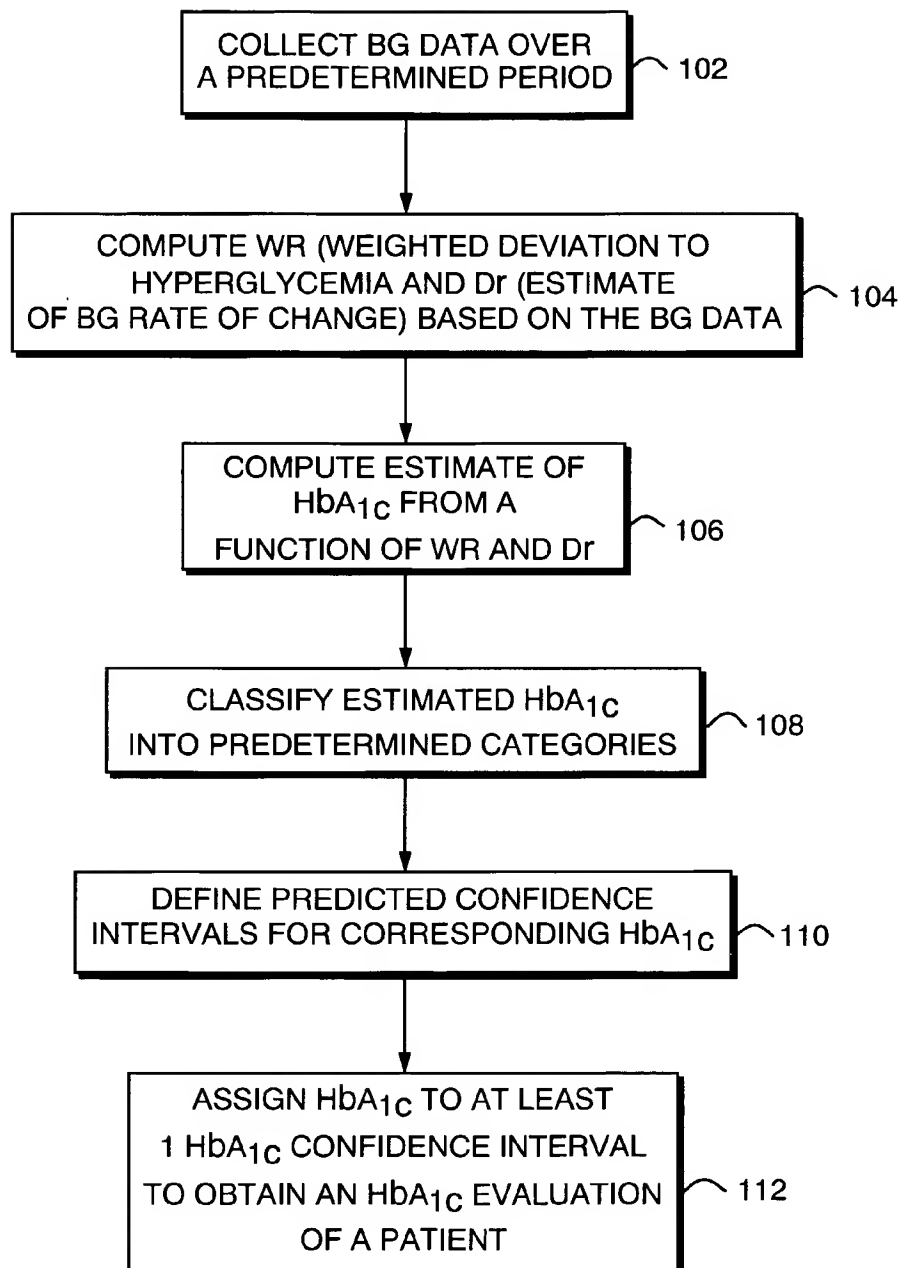 COLLECT BG DATA OVER
A PREDETERMINED PERIOD
102
COMPUTE WR (WEIGHTED DEVIATION TO
HYPERGLYCEMIA AND Dr (ESTIMATE
OF BG RATE OF CHANGE) BASED ON THE BG DATA
104
COMPUTE ESTIMATE OF
HbA1C FROM A
FUNCTION OF WR AND Dr
106
CLASSIFY ESTIMATED HbA1C
INTO PREDETERMINED CATEGORIES
108
DEFINE PREDICTED CONFIDENCE
INTERVALS FOR CORRESPONDING HbA1C
110
ASSIGN HbA1C TO AT LEAST
1 HbA1C CONFIDENCE INTERVAL
TO OBTAIN AN HbA1C EVALUATION
OF A PATIENT
112